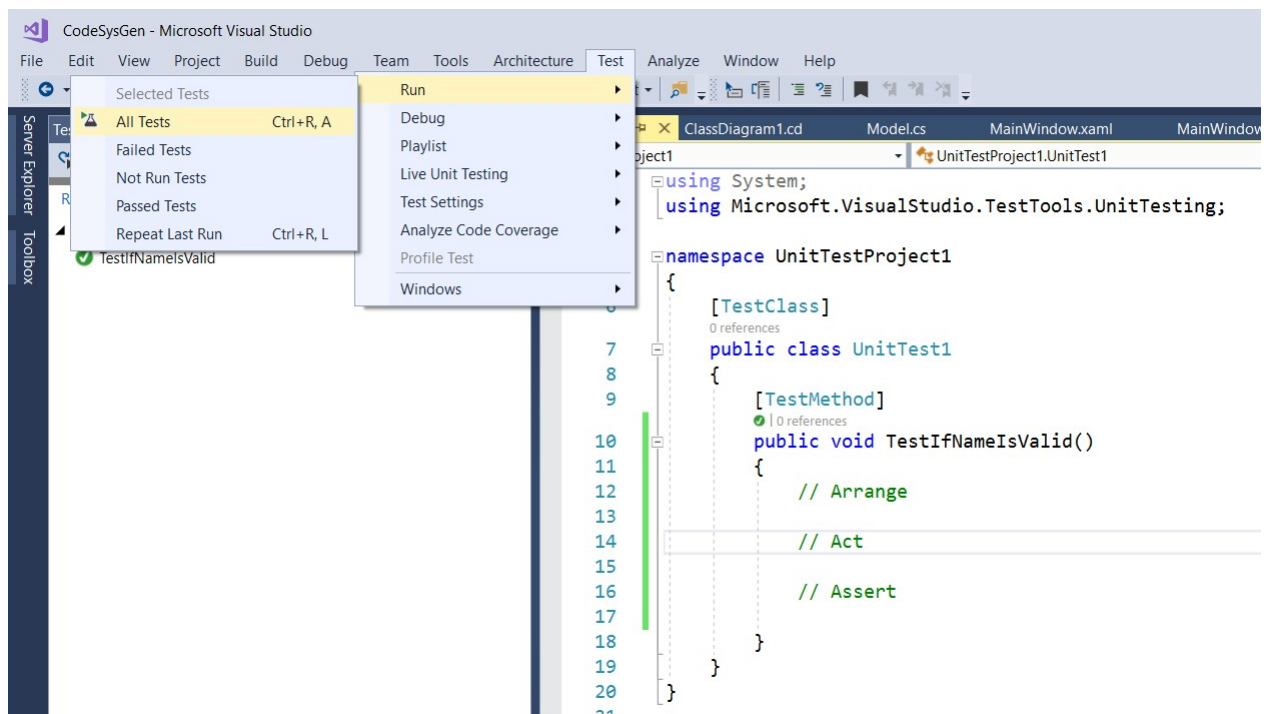 CodeSysGen - Microsoft Visual Studio
File Edit View Project Build Debug Team Tools Architecture Test Analyze Window Help
Selected Tests
All Tests Ctrl+R, A
Failed Tests
Not Run Tests
Passed Tests
Repeat Last Run Ctrl+R, L
Run
Debug
Playlist
Live Unit Testing
Test Settings
Analyze Code Coverage
Profile Test
Windows
Server Explorer
Toolbox
TestIfNameIsValid
ClassDiagram1.cd Model.cs MainWindow.xaml MainWindow
UnitTestProject1.UnitTest1
using System;
using Microsoft.VisualStudio.TestTools.UnitTesting;
namespace UnitTestProject1
{
[TestClass]
0 references
7 public class UnitTest1
8 {
9 [TestMethod]
0 references
10 public void TestIfNameIsValid()
11 {
12 // Arrange
13
14 // Act
15
16 // Assert
17
18 }
19 }
20 }